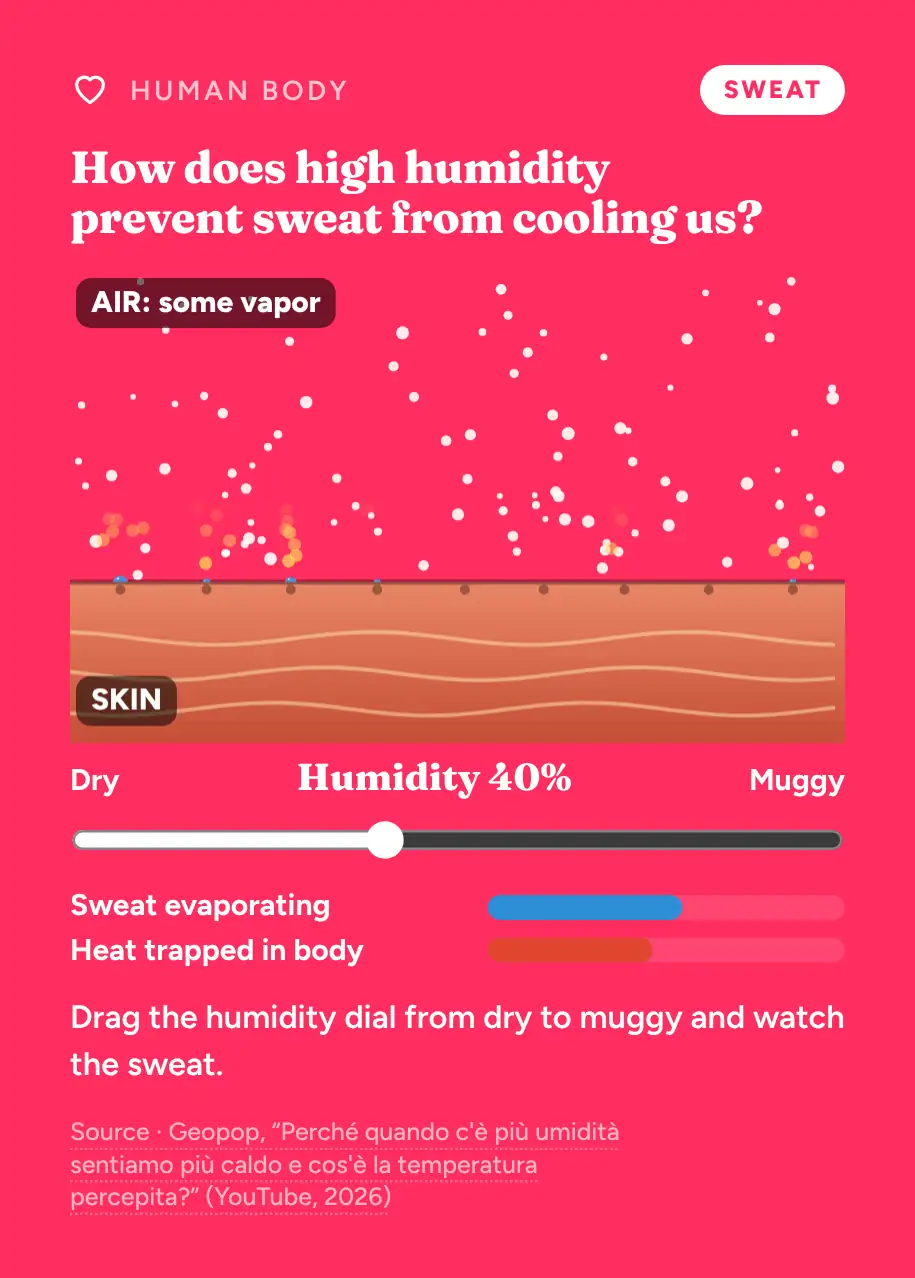 HUMAN BODY
SWEAT
How does high humidity
prevent sweat from cooling us?
AIR: some vapor
SKIN
Dry
Humidity 40%
Muggy
Sweat evaporating
Heat trapped in body
Drag the humidity dial from dry to muggy and watch
the sweat.
Source · Geopop, “Perché quando c'è più umidità
sentiamo più caldo e cos'è la temperatura
percepita?” (YouTube, 2026)